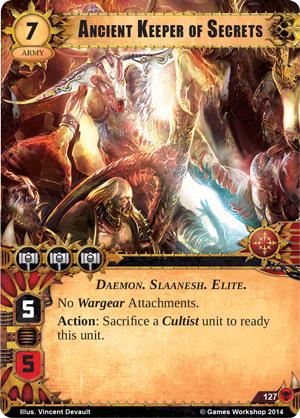 7
ARMY
ANCIENT KEEPER OF SECRETS
DAEMON. SLAANESH. ELITE.
5
No Wargear Attachments.
Action: Sacrifice a Cultist unit to ready
this unit.
5
127
Illus. Vincent Devault
© Games Workshop 2014